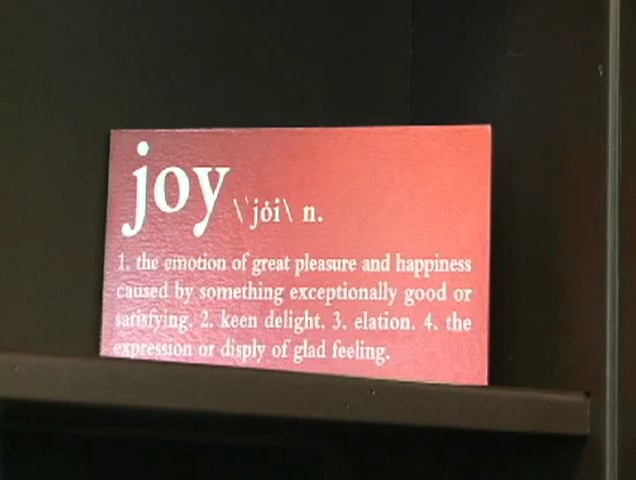 joy \ˈjȯi\ n.
1. the emotion of great pleasure and happiness
caused by something exceptionally good or
satisfying. 2. keen delight. 3. elation. 4. the
expression or disply of glad feeling.